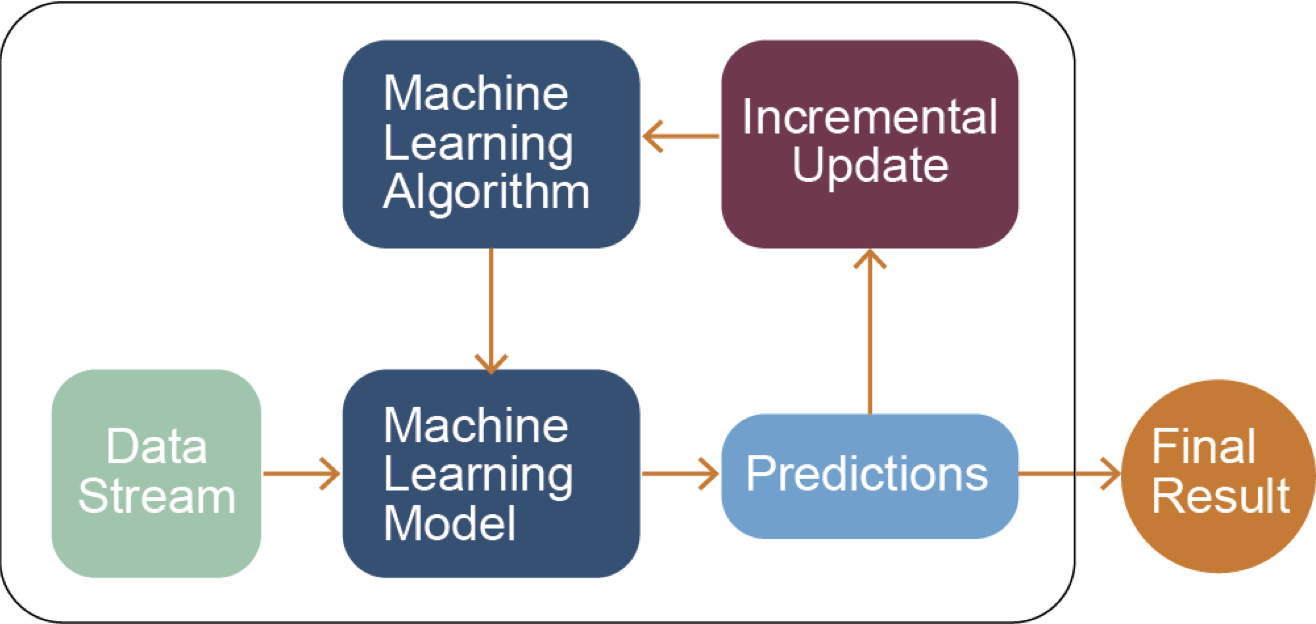 Machine
Learning
Algorithm
Incremental
Update
Data
Stream
Machine
Learning
Model
Predictions
Final
Result